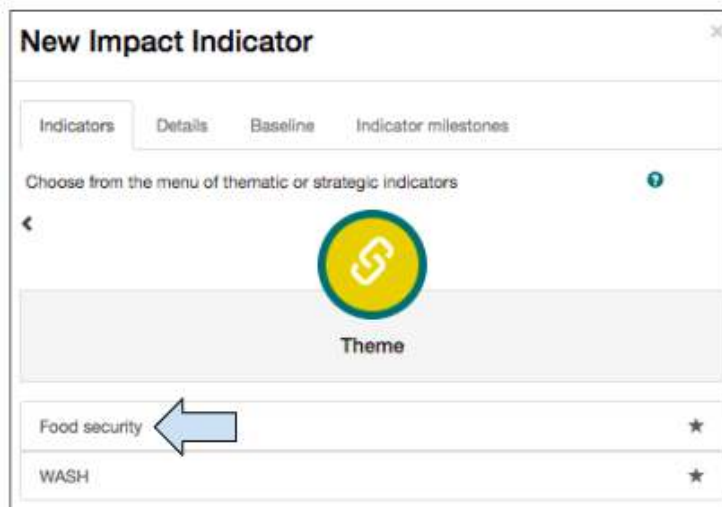 New Impact Indicator
Indicators Details Baseline Indicator milestones
Choose from the menu of thematic or strategic indicators
Theme
Food security
WASH